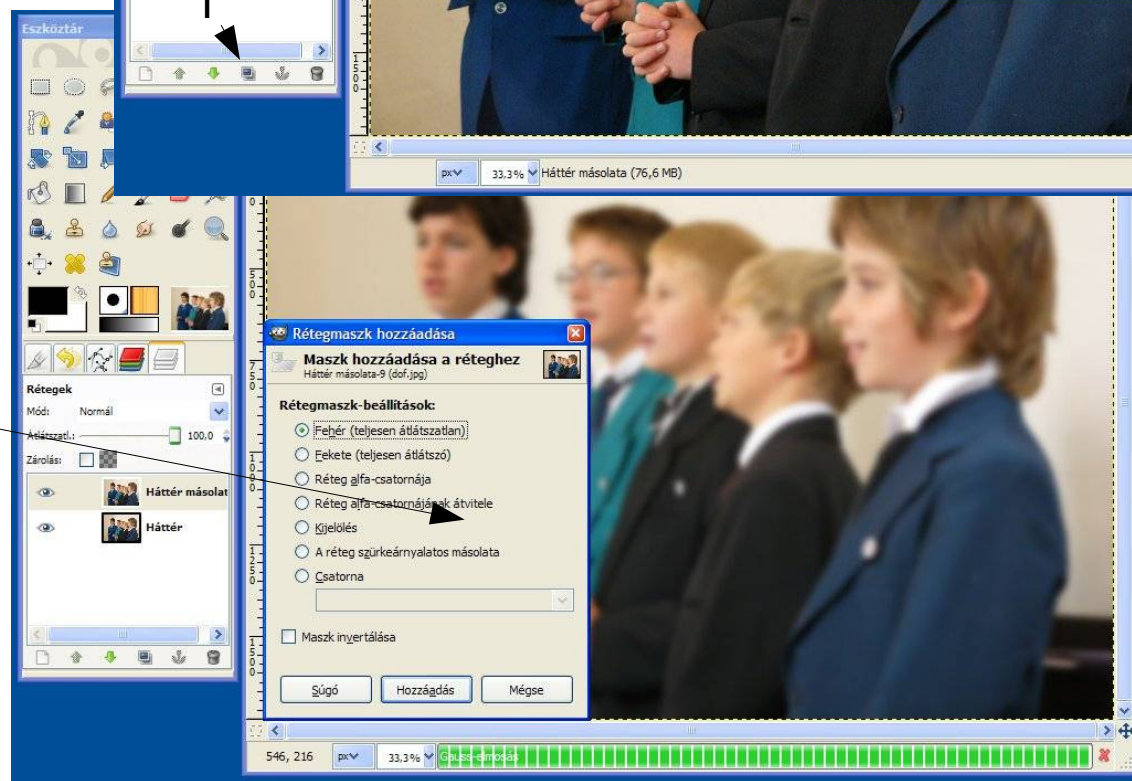 Eszköztár
px 33,3% Háttér másolata (76,6 MB)
Rétegek
Mód: Normál
Átlátszatl.: 100,0
Zárolás:
Háttér másolat
Háttér
Rétegmaszk hozzáadása
Maszk hozzáadása a réteghez
Háttér másolata-9 (dof.jpg)
Rétegmaszk-beállítások:
Fehér (teljesen átlátszatlan)
Fekete (teljesen átlátszó)
Réteg alfa-csatornája
Réteg alfa-csatornájának átvitele
Kijelölés
A réteg szürkeárnyalatos másolata
Csatorna
Maszk invertálása
Súgó Hozzáadás Mégse
546, 216 px 33,3% Gauss-elmosás